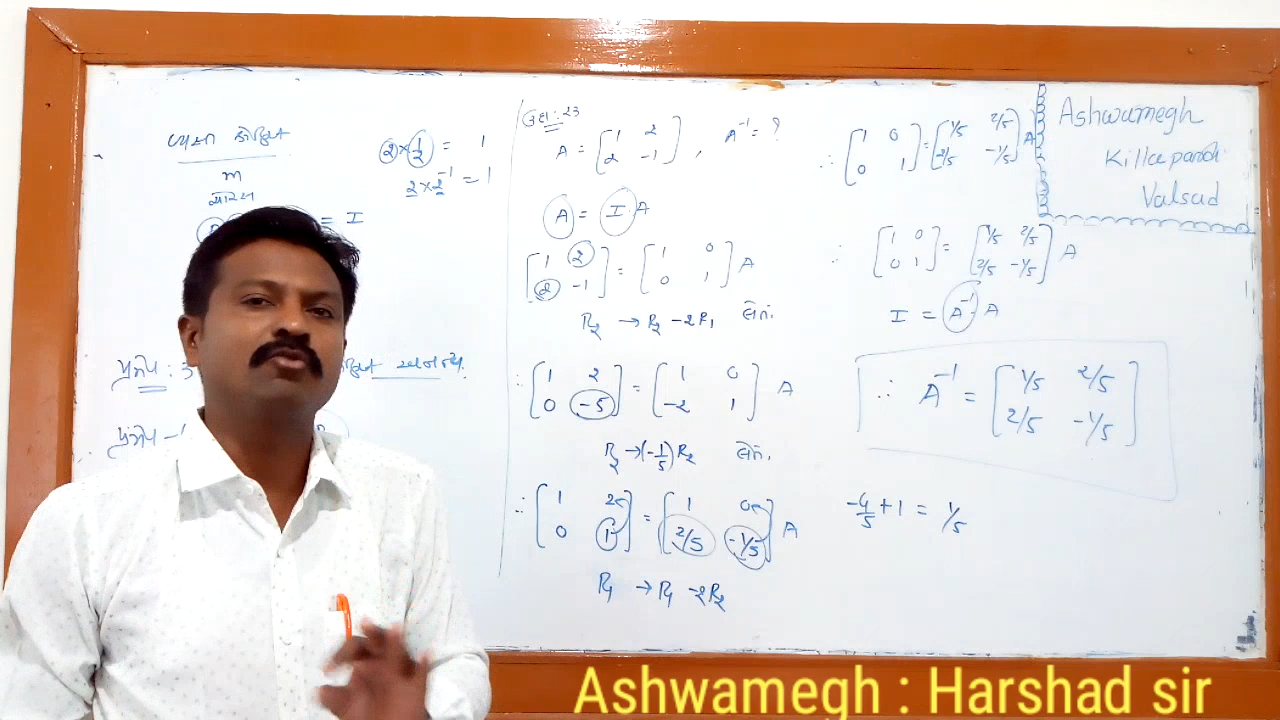 વ્યસ્ત શ્રેણિક
2 × 1/2 = 1
2 × 2⁻¹ = 1
= I
પ્રમેય : 3
પ્રમેય - 1
ઉદા : 23
A = [1 2; 2 -1] , A⁻¹ = ?
A = I A
[1 2; 2 -1] = [1 0; 0 1] A
R₂ → R₂ - 2R₁ લેતાં.
∴ [1 2; 0 -5] = [1 0; -2 1] A
R₂ → (-1/5) R₂ લેતાં.
∴ [1 2; 0 1] = [1 0; 2/5 -1/5] A
R₁ → R₁ - 2R₂
∴ [1 0; 0 1] = [1/5 2/5; 2/5 -1/5] A
∴ [1 0; 0 1] = [1/5 2/5; 2/5 -1/5] A
I = A⁻¹ · A
∴ A⁻¹ = [1/5 2/5; 2/5 -1/5]
-4/5 + 1 = 1/5
Ashwamegh
Killa pardi
Valsad
Ashwamegh : Harshad sir